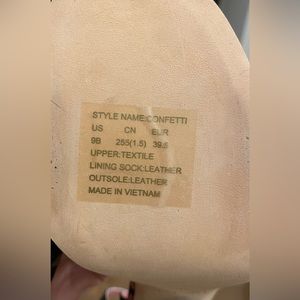 STYLE NAME:CONFETTI
US CN EUR
9B 255(1.5) 39.5
UPPER:TEXTILE
LINING SOCK:LEATHER
OUTSOLE:LEATHER
MADE IN VIETNAM